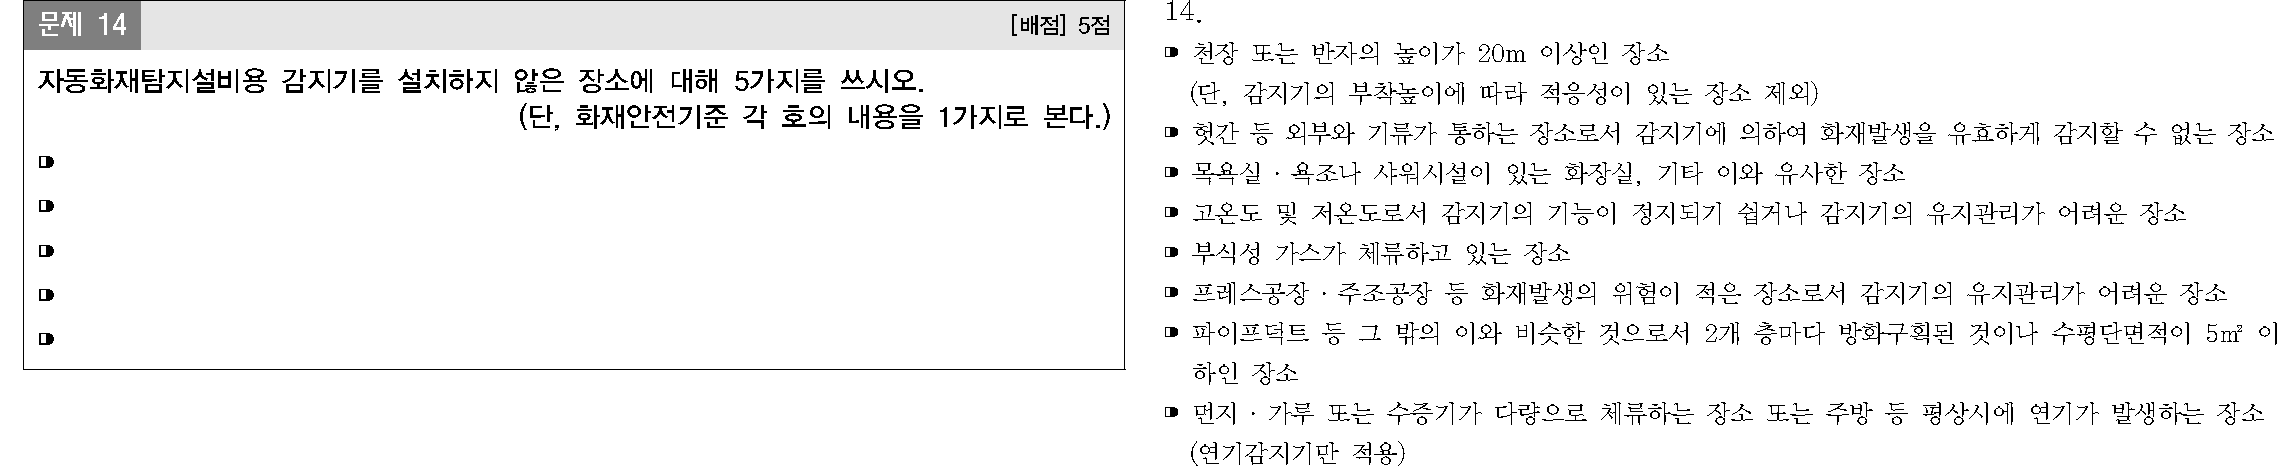 문제 14
[배점] 5점
자동화재탐지설비용 감지기를 설치하지 않은 장소에 대해 5가지를 쓰시오.
(단, 화재안전기준 각 호의 내용을 1가지로 본다.)
14.
천장 또는 반자의 높이가 20m 이상인 장소
(단, 감지기의 부착높이에 따라 적응성이 있는 장소 제외)
헛간 등 외부와 기류가 통하는 장소로서 감지기에 의하여 화재발생을 유효하게 감지할 수 없는 장소
목욕실 · 욕조나 샤워시설이 있는 화장실, 기타 이와 유사한 장소
고온도 및 저온도로서 감지기의 기능이 정지되기 쉽거나 감지기의 유지관리가 어려운 장소
부식성 가스가 체류하고 있는 장소
프레스공장 · 주조공장 등 화재발생의 위험이 적은 장소로서 감지기의 유지관리가 어려운 장소
파이프덕트 등 그 밖의 이와 비슷한 것으로서 2개 층마다 방화구획된 것이나 수평단면적이 5㎡ 이
하인 장소
먼지 · 가루 또는 수증기가 다량으로 체류하는 장소 또는 주방 등 평상시에 연기가 발생하는 장소
(연기감지기만 적용)